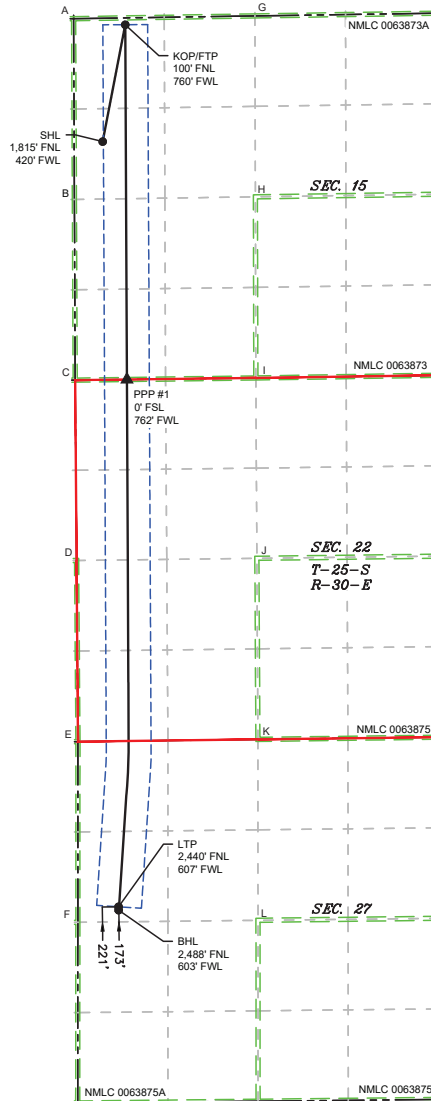 A
G
NMLC 0063873A
KOP/FTP
100' FNL
760' FWL
SHL
1,815' FNL
420' FWL
B
H
SEC. 15
C
I
NMLC 0063873
PPP #1
0' FSL
762' FWL
D
J
SEC. 22
T-25-S
R-30-E
E
K
NMLC 0063875
LTP
2,440' FNL
607' FWL
F
L
SEC. 27
BHL
2,488' FNL
603' FWL
221'
173'
NMLC 0063875A
NMLC 0063875